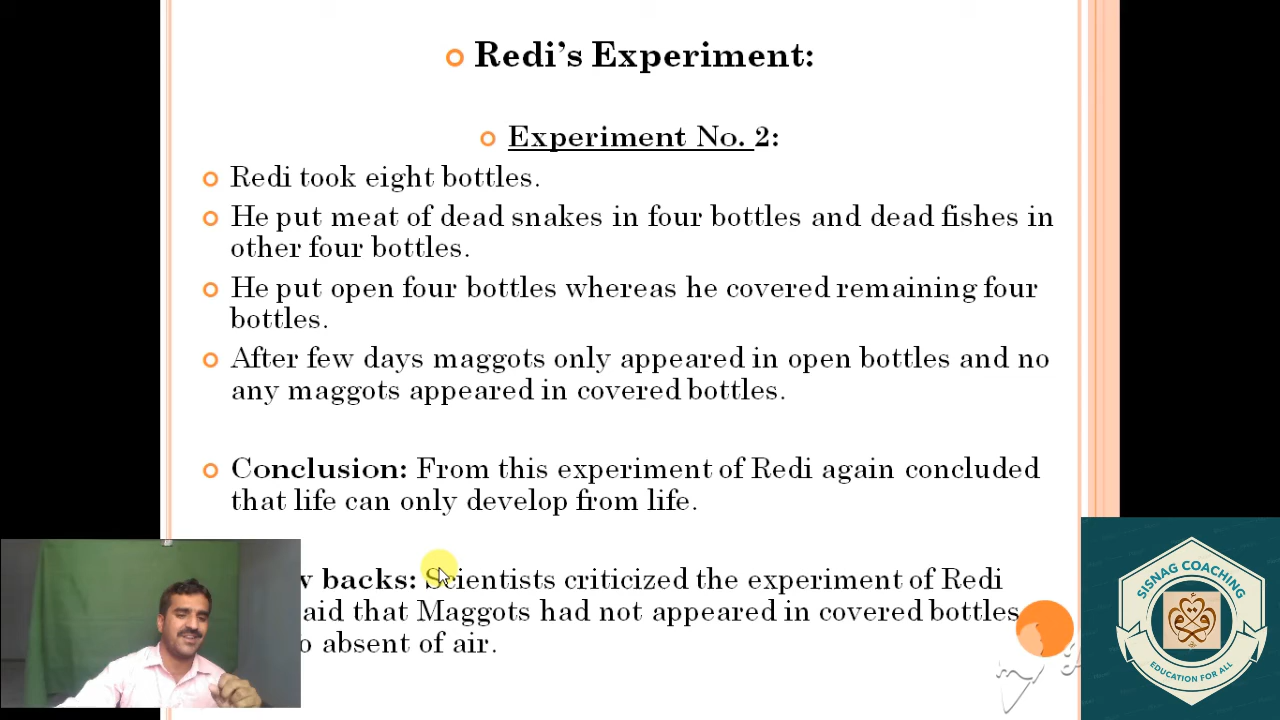 Redi's Experiment:
Experiment No. 2:
Redi took eight bottles.
He put meat of dead snakes in four bottles and dead fishes in
other four bottles.
He put open four bottles whereas he covered remaining four
bottles.
After few days maggots only appeared in open bottles and no
any maggots appeared in covered bottles.
Conclusion: From this experiment of Redi again concluded
that life can only develop from life.
backs: Scientists criticized the experiment of Redi
that Maggots had not appeared in covered bottles
absent of air.
SISNAG COACHING
EDUCATION FOR ALL